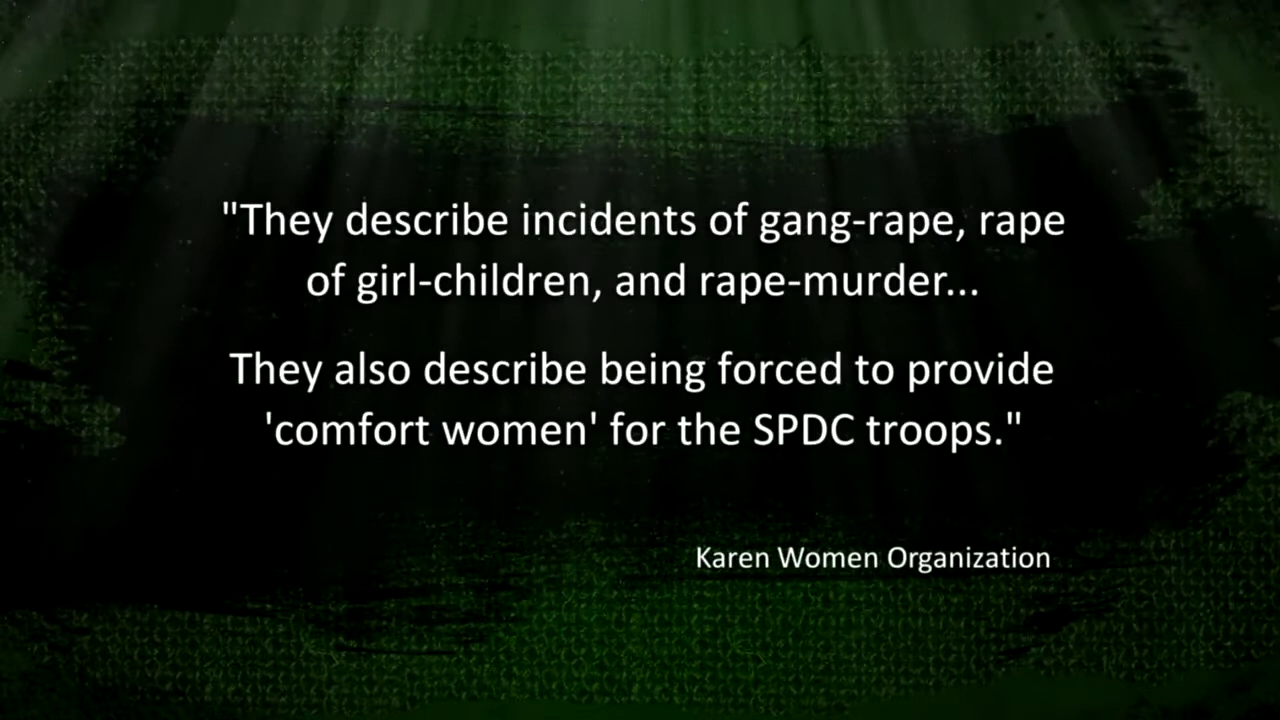 "They describe incidents of gang-rape, rape
of girl-children, and rape-murder...
They also describe being forced to provide
'comfort women' for the SPDC troops."
Karen Women Organization